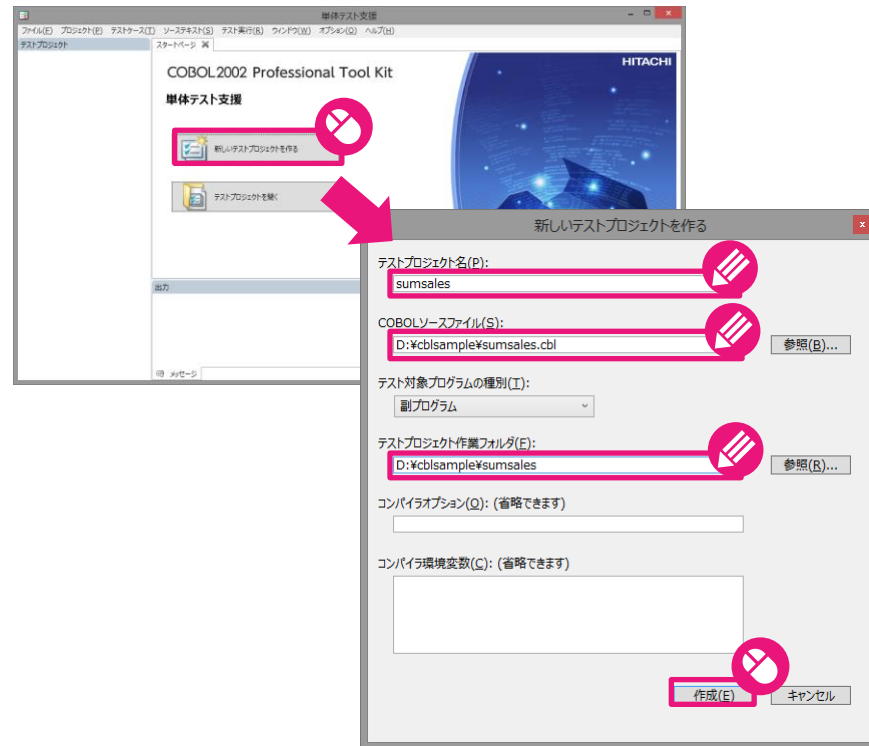 単体テスト支援
ファイル(F) プロジェクト(P) テストケース(T) ソーステキスト(S) テスト実行(R) ウィンドウ(W) オプション(O) ヘルプ(H)
テストプロジェクト
スタートページ
HITACHI
COBOL2002 Professional Tool Kit
単体テスト支援
新しいテストプロジェクトを作る
テストプロジェクトを開く
出力
メッセージ
新しいテストプロジェクトを作る
テストプロジェクト名(P):
sumsales
COBOLソースファイル(S):
D:¥cblsample¥sumsales.cbl
参照(B)...
テスト対象プログラムの種別(T):
副プログラム
テストプロジェクト作業フォルダ(F):
D:¥cblsample¥sumsales
参照(R)...
コンパイラオプション(O): (省略できます)
コンパイラ環境変数(C): (省略できます)
作成(E)
キャンセル